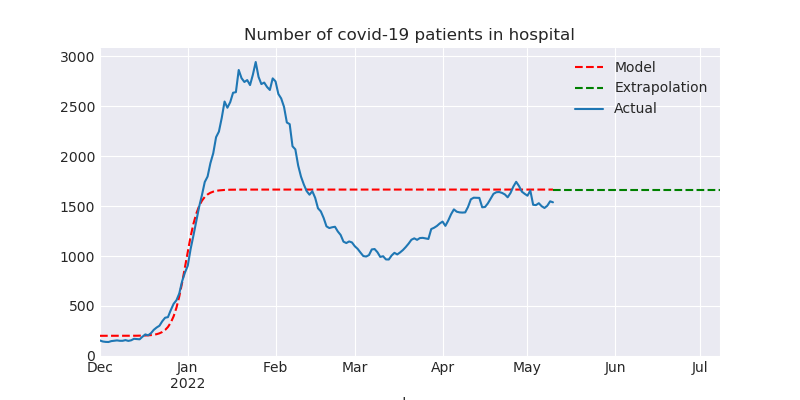 Number of covid-19 patients in hospital
3000
2500
2000
1500
1000
500
0
Model
Extrapolation
Actual
Dec Jan Feb Mar Apr May Jun Jul
2022